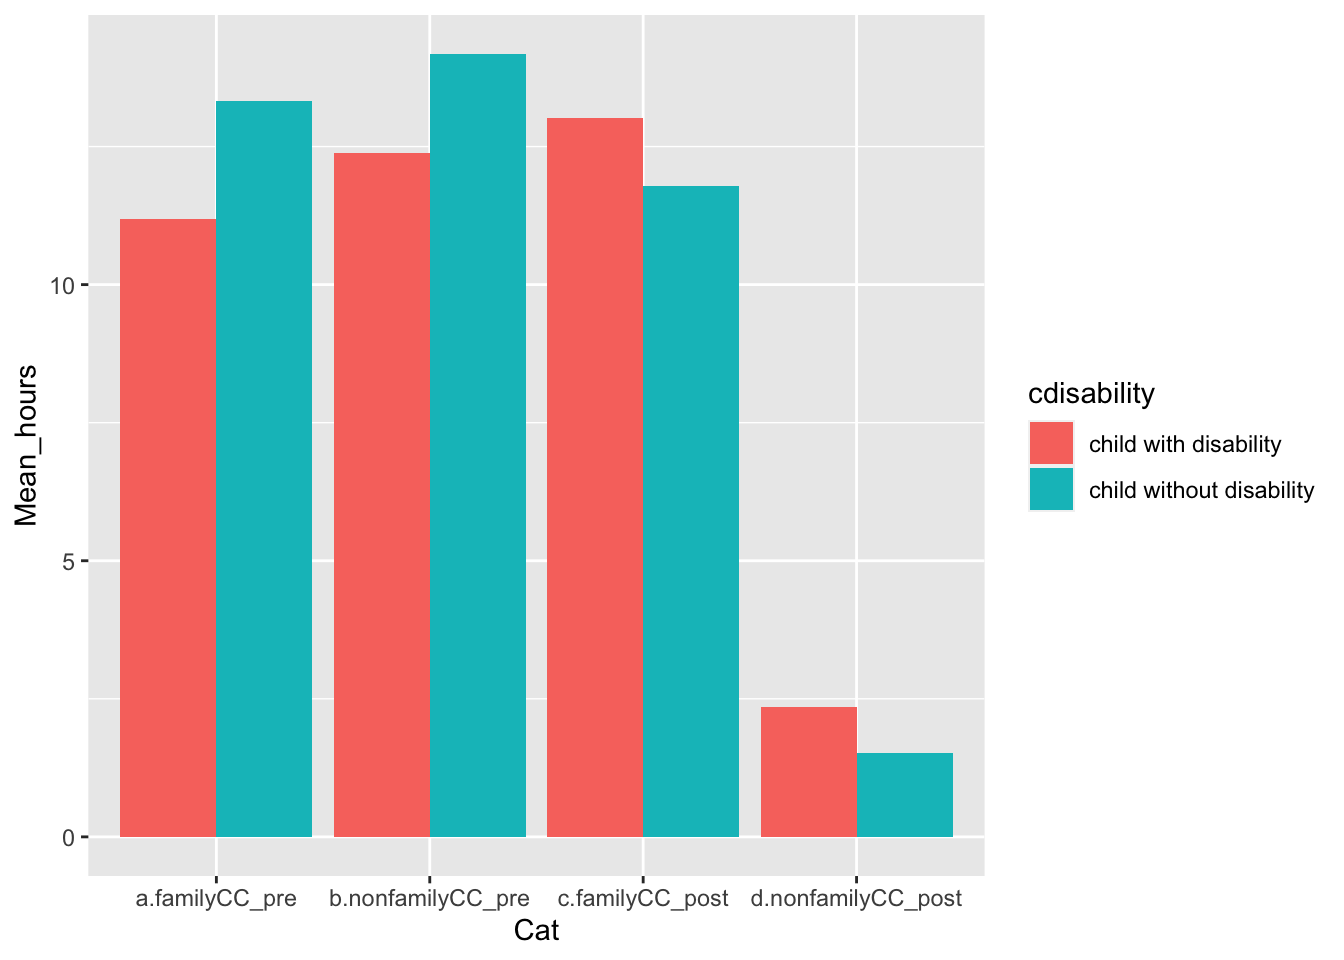 Mean_hours
10
5
0
a.familyCC_pre b.nonfamilyCC_pre c.familyCC_post d.nonfamilyCC_post
Cat
cdisability
child with disability
child without disability